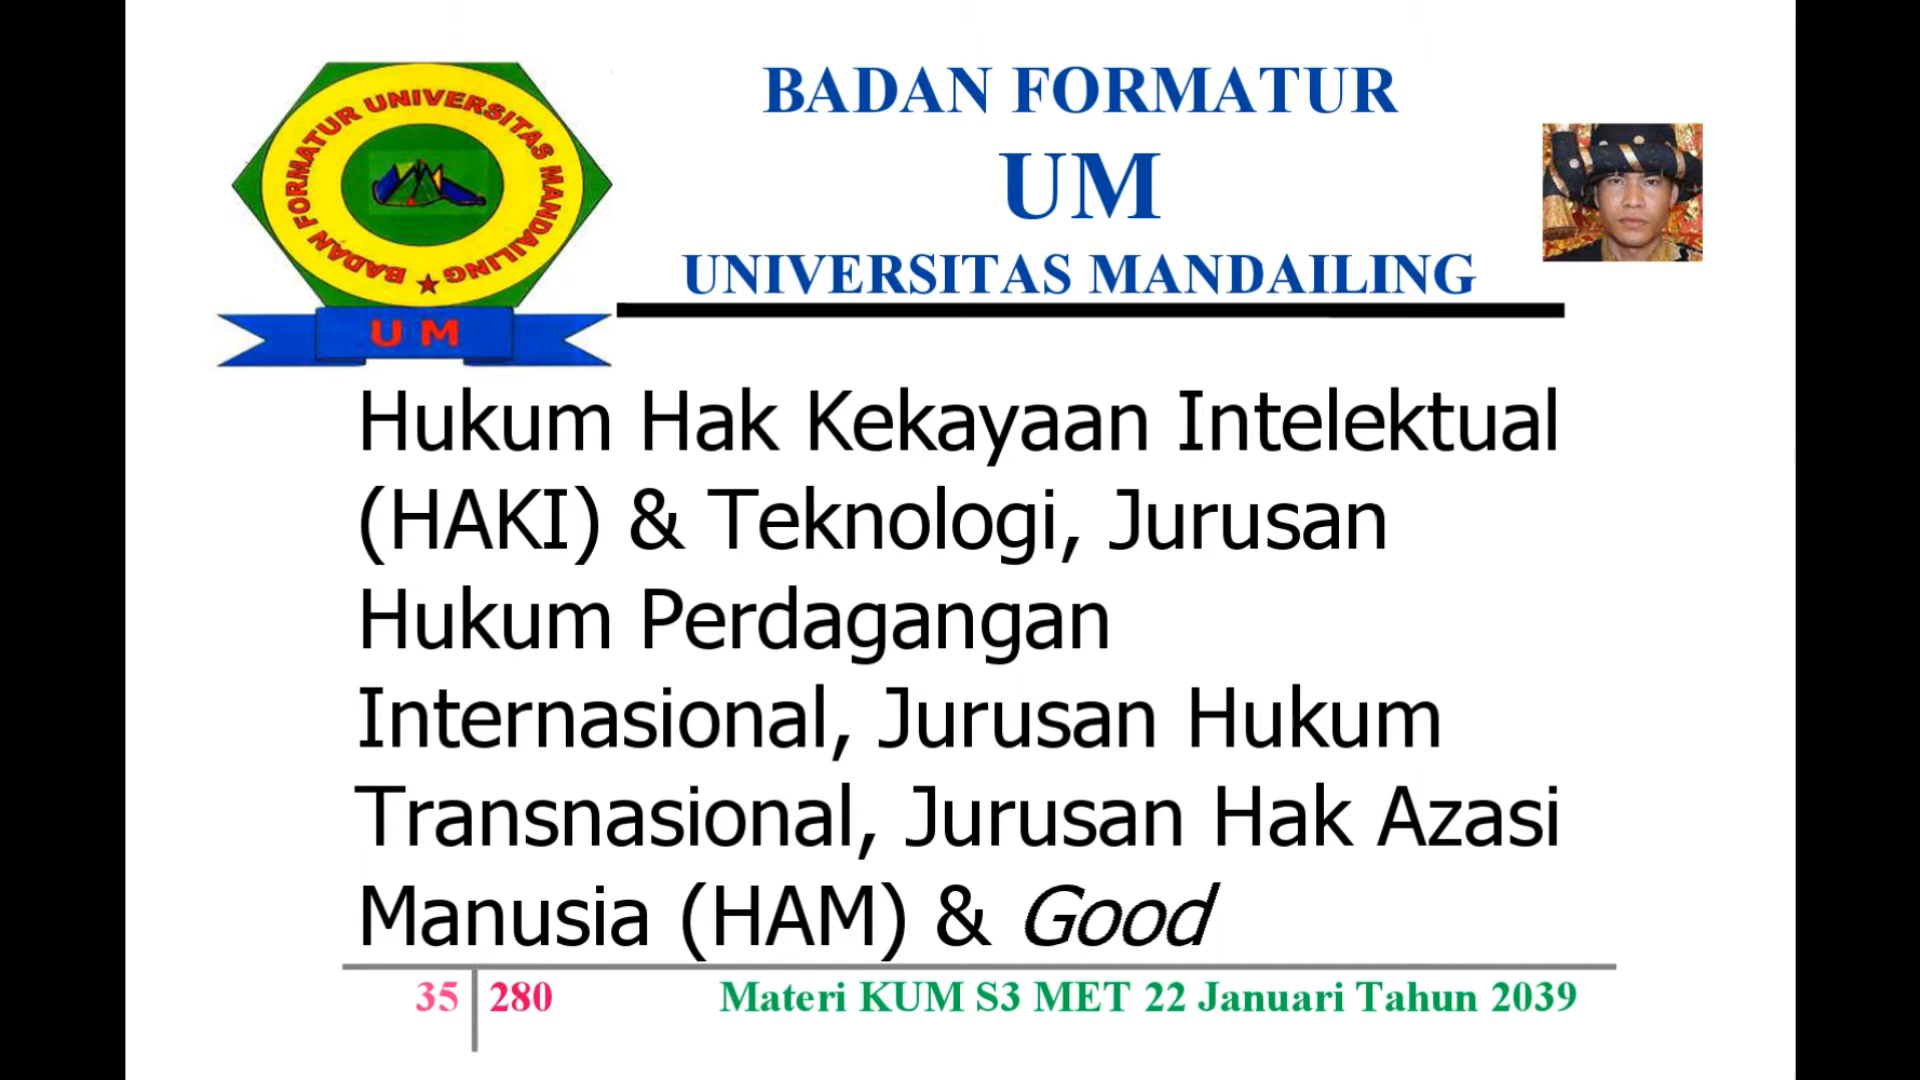 BADAN FORMATUR UNIVERSITAS MANDAILING
UM
BADAN FORMATUR
UM
UNIVERSITAS MANDAILING
Hukum Hak Kekayaan Intelektual
(HAKI) & Teknologi, Jurusan
Hukum Perdagangan
Internasional, Jurusan Hukum
Transnasional, Jurusan Hak Azasi
Manusia (HAM) & Good
35 280 Materi KUM S3 MET 22 Januari Tahun 2039